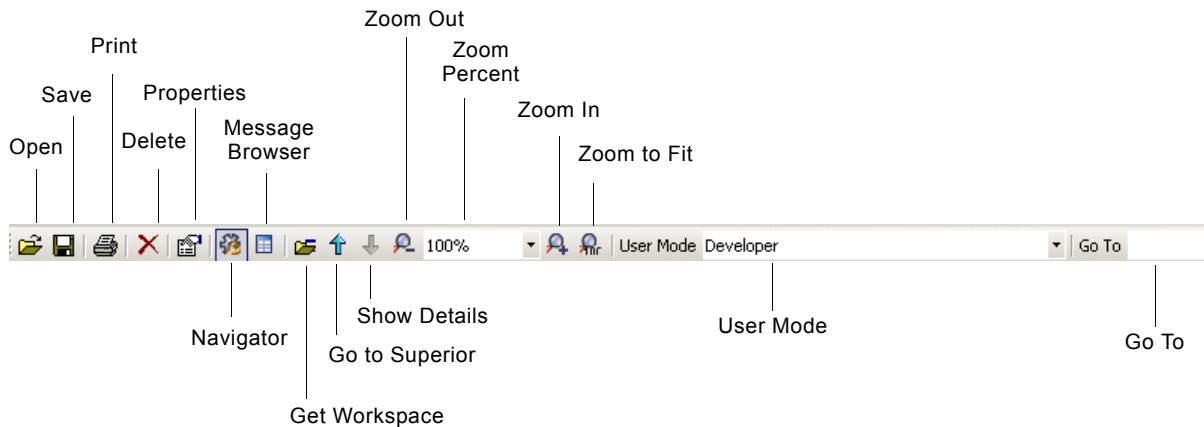 Zoom Out
Print
Zoom
Percent
Save
Properties
Zoom In
Message
Browser
Open
Delete
Zoom to Fit
100%
User Mode
Developer
Go To
Show Details
Navigator
Go to Superior
User Mode
Go To
Get Workspace